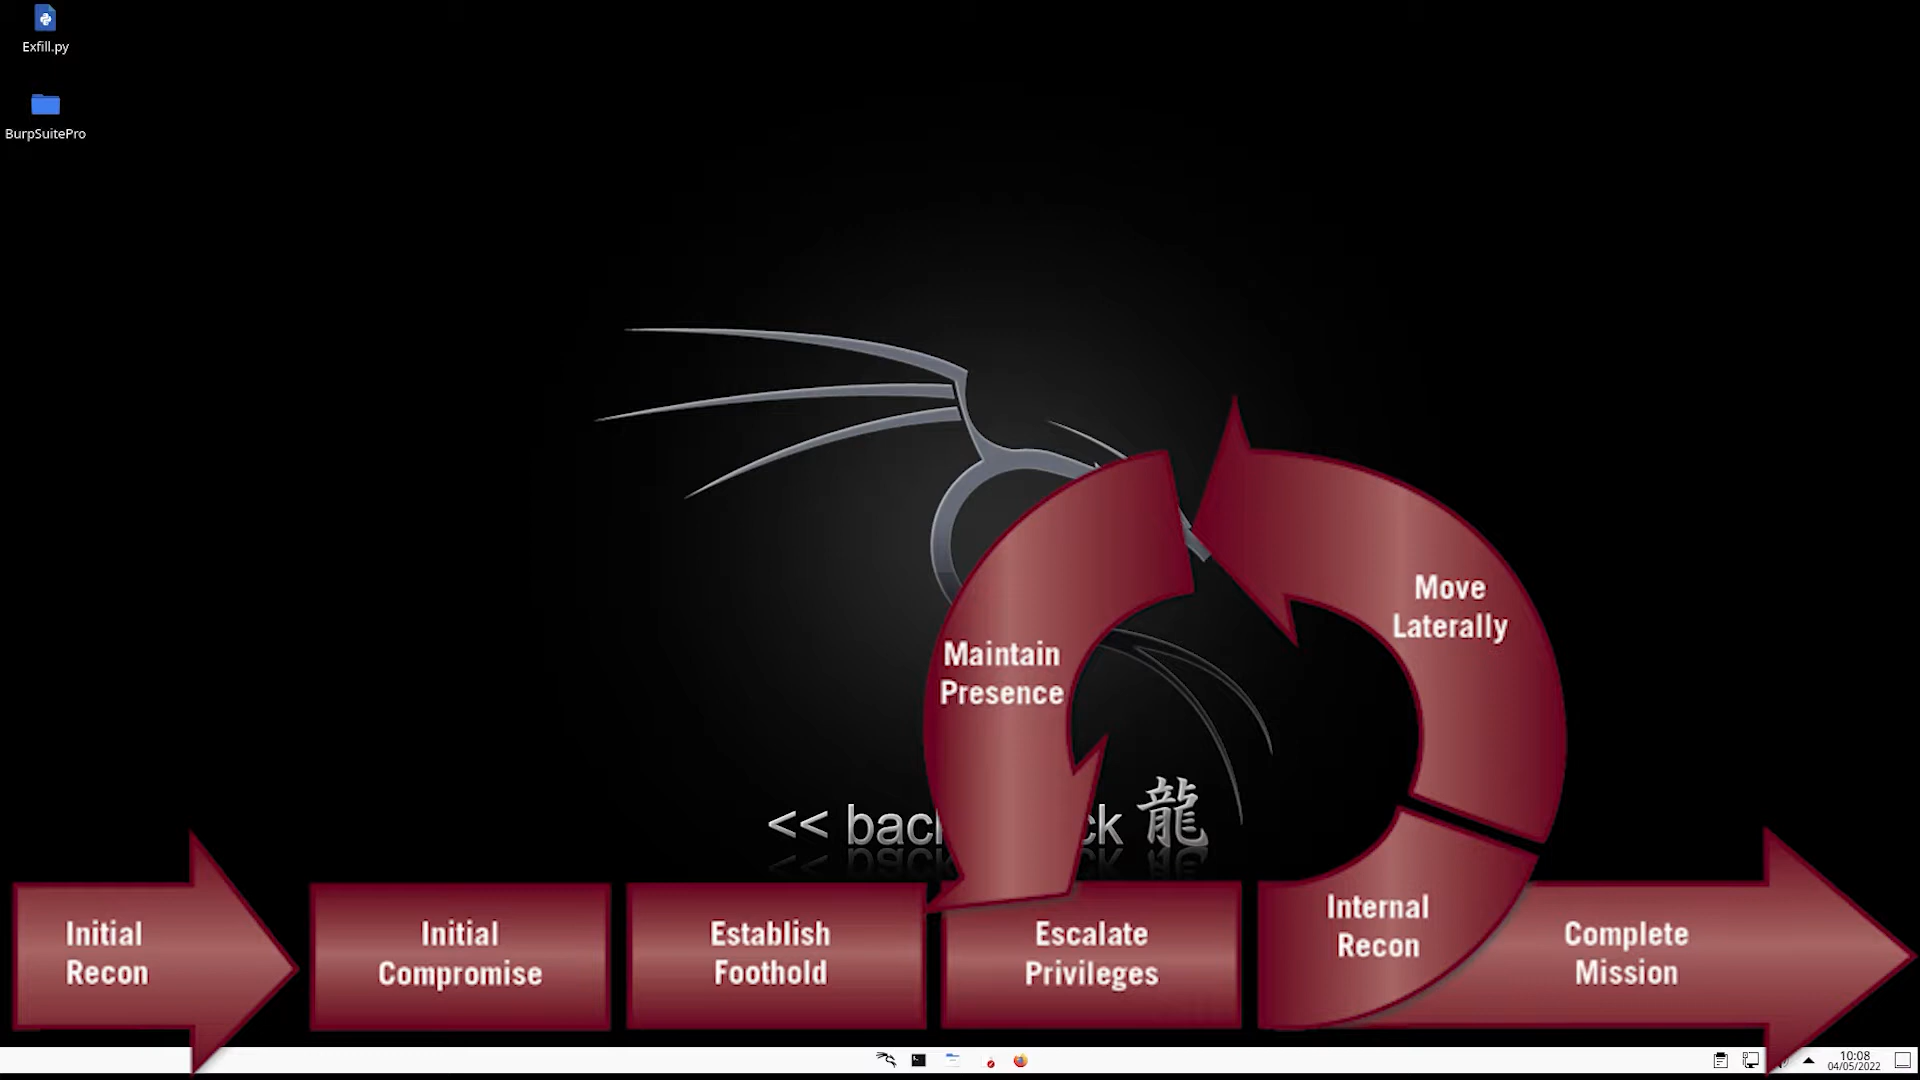 Exfill.py
BurpSuitePro
Move
Laterally
Maintain
Presence
<< bac ck 龍
Initial
Recon
Initial
Compromise
Establish
Foothold
Escalate
Privileges
Internal
Recon
Complete
Mission
10:08
04/05/2022